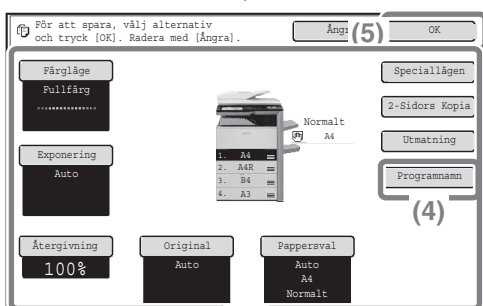 För att spara, välj alternativ
och tryck [OK]. Radera med [Ångra].
(5)
OK
Färgläge
Fullfärg
Exponering
Auto
Återgivning
100%
Original
Auto
Pappersval
Auto
A4
Normalt
Normalt
A4
1. A4
2. A4R
3. B4
4. A3
Speciallägen
2-Sidors Kopia
Utmatning
Programnamn
(4)